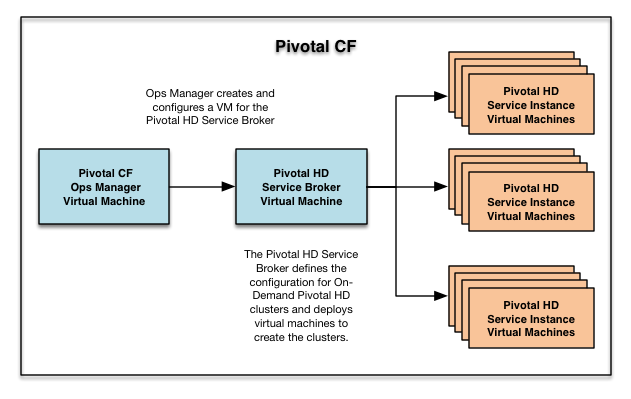 Pivotal CF
Ops Manager creates and
configures a VM for the
Pivotal HD Service Broker
Pivotal CF
Ops Manager
Virtual Machine
Pivotal HD
Service Broker
Virtual Machine
The Pivotal HD Service
Broker defines the
configuration for On-
Demand Pivotal HD
clusters and deploys
virtual machines to
create the clusters.
Pivotal HD
Service Instance
Virtual Machines
Pivotal HD
Service Instance
Virtual Machines
Pivotal HD
Service Instance
Virtual Machines